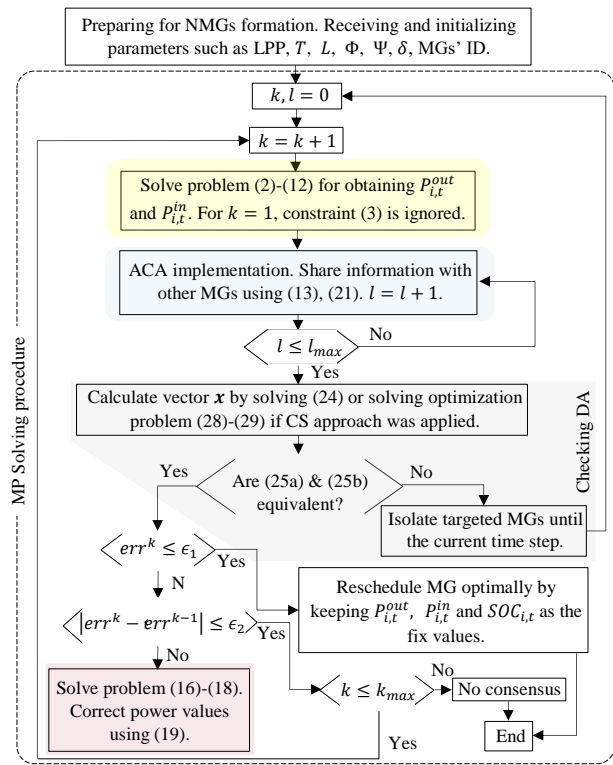 Preparing for NMGs formation. Receiving and initializing
parameters such as LPP, T, L, Φ, Ψ, δ, MGs' ID.
k, l = 0
k = k + 1
Solve problem (2)-(12) for obtaining P_{i,t}^{out}
and P_{i,t}^{in}. For k = 1, constraint (3) is ignored.
ACA implementation. Share information with
other MGs using (13), (21). l = l + 1.
l ≤ l_{max}
No
Yes
Calculate vector x by solving (24) or solving optimization
problem (28)-(29) if CS approach was applied.
Are (25a) & (25b)
equivalent?
Yes
No
Isolate targeted MGs until
the current time step.
Checking DA
MP Solving procedure
err^k ≤ ϵ_1
Yes
N
Reschedule MG optimally by
keeping P_{i,t}^{out}, P_{i,t}^{in} and SOC_{i,t} as the
fix values.
|err^k − err^{k−1}| ≤ ϵ_2
Yes
No
Solve problem (16)-(18).
Correct power values
using (19).
k ≤ k_{max}
No
No consensus
Yes
End